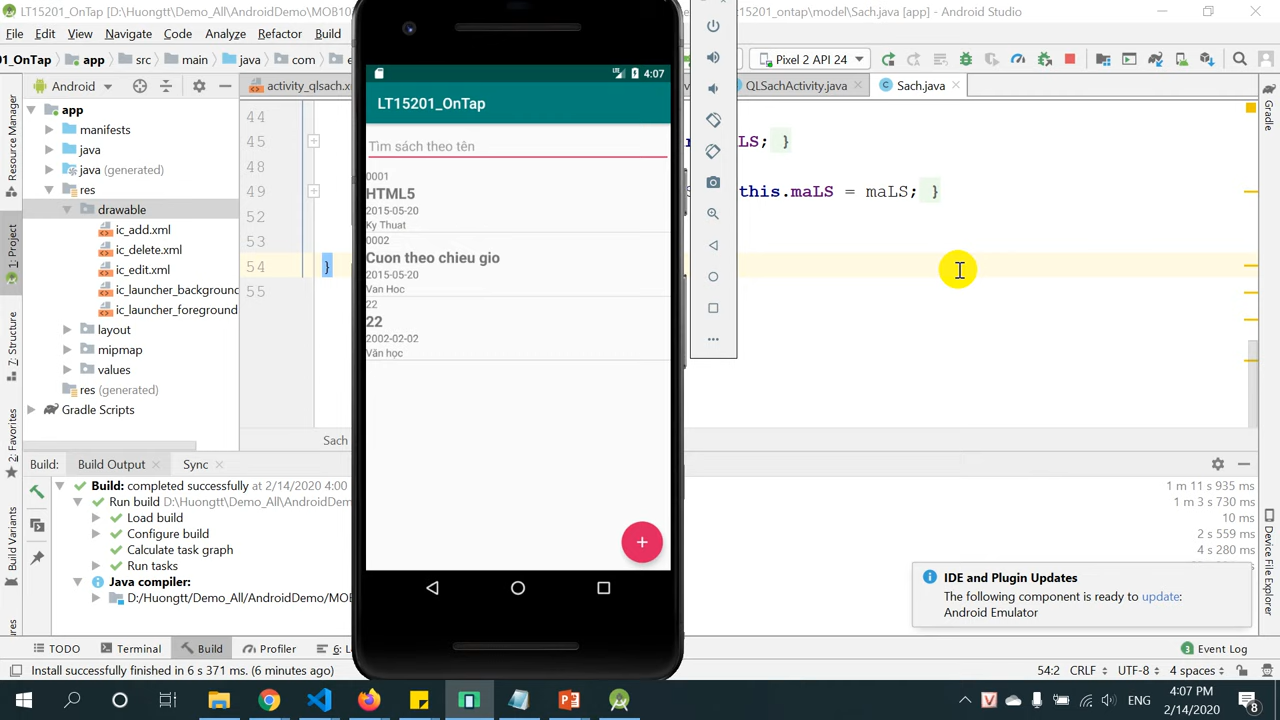 LT15201_OnTap D:\Huongtt\Demo_All\AndroidDemo\MOB10
lt15201_ontap\model\Sach.java [app] - Android Studio
File Edit View Navigate Code Analyze Refactor Build
Pixel 2 API 24
01_OnTap app src main java com
Android
activity_qlsach.x
QLSachActivity.java
Sach.java
app
manifests
java
java (generated)
res
drawable
ic_add.xml
ic_delete.xml
ic_edit.xml
ic_launcher_background
ic_launcher_foreground
layout
mipmap
values
res (generated)
Gradle Scripts
Resource Manager
1: Project
Z: Structure
2: Favorites
Build Variants
Gradle
Device File Explorer
44
45
48
49
52
53
54
55
LS; }
this.maLS = maLS; }
}
Sach
4:07
LT15201_OnTap
Tìm sách theo tên
0001
HTML5
2015-05-20
Ky Thuat
0002
Cuon theo chieu gio
2015-05-20
Van Hoc
22
22
2002-02-02
Văn học
+
Build: Build Output Sync
Build: completed successfully at 2/14/2020 4:00
Run build D:\Huongtt\Demo_All\AndroidDem
Load build
Configure build
Calculate task graph
Run tasks
Java compiler:
D:/Huongtt/Demo_All/AndroidDemo/MOB
1 m 11 s 935 ms
1 m 3 s 730 ms
10 ms
2 s 559 ms
4 s 280 ms
IDE and Plugin Updates
The following component is ready to update:
Android Emulator
TODO Terminal Build Profiler 6: L
Event Log
Install successfully finished in 6 s 371 ms. (6 minutes ago)
54:2 CRLF UTF-8 4 spaces
ENG
4:07 PM
2/14/2020
8